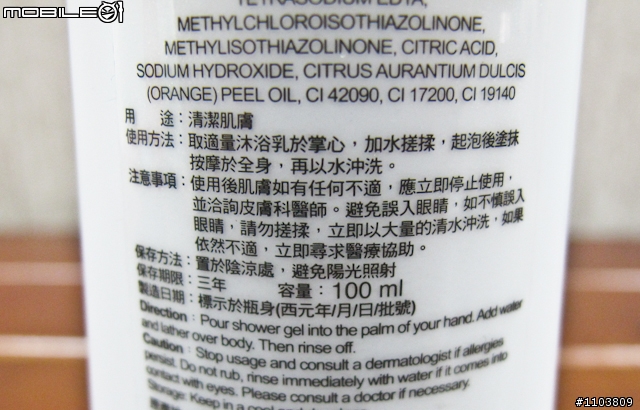 MOBILE01
TETRASODIUM EDTA,
METHYLCHLOROISOTHIAZOLINONE,
METHYLISOTHIAZOLINONE, CITRIC ACID,
SODIUM HYDROXIDE, CITRUS AURANTIUM DULCIS
(ORANGE) PEEL OIL, CI 42090, CI 17200, CI 19140
用 途：清潔肌膚
使用方法：取適量沐浴乳於掌心，加水搓揉，起泡後塗抹
按摩於全身，再以水沖洗。
注意事項：使用後肌膚如有任何不適，應立即停止使用，
並洽詢皮膚科醫師。避免誤入眼睛，如不慎誤入
眼睛，請勿搓揉，立即以大量的清水沖洗，如果
依然不適，立即尋求醫療協助。
保存方法：置於陰涼處，避免陽光照射
保存期限：三年 容量：100 ml
製造日期：標示於瓶身(西元年/月/日/批號)
Direction：Pour shower gel into the palm of your hand. Add water
and lather over body. Then rinse off.
Caution：Stop usage and consult a dermatologist if allergies
persist. Do not rub, rinse immediately with water if it comes into
contact with eyes. Please consult a doctor if necessary.
Storage: Keep in a cool and
#1103809